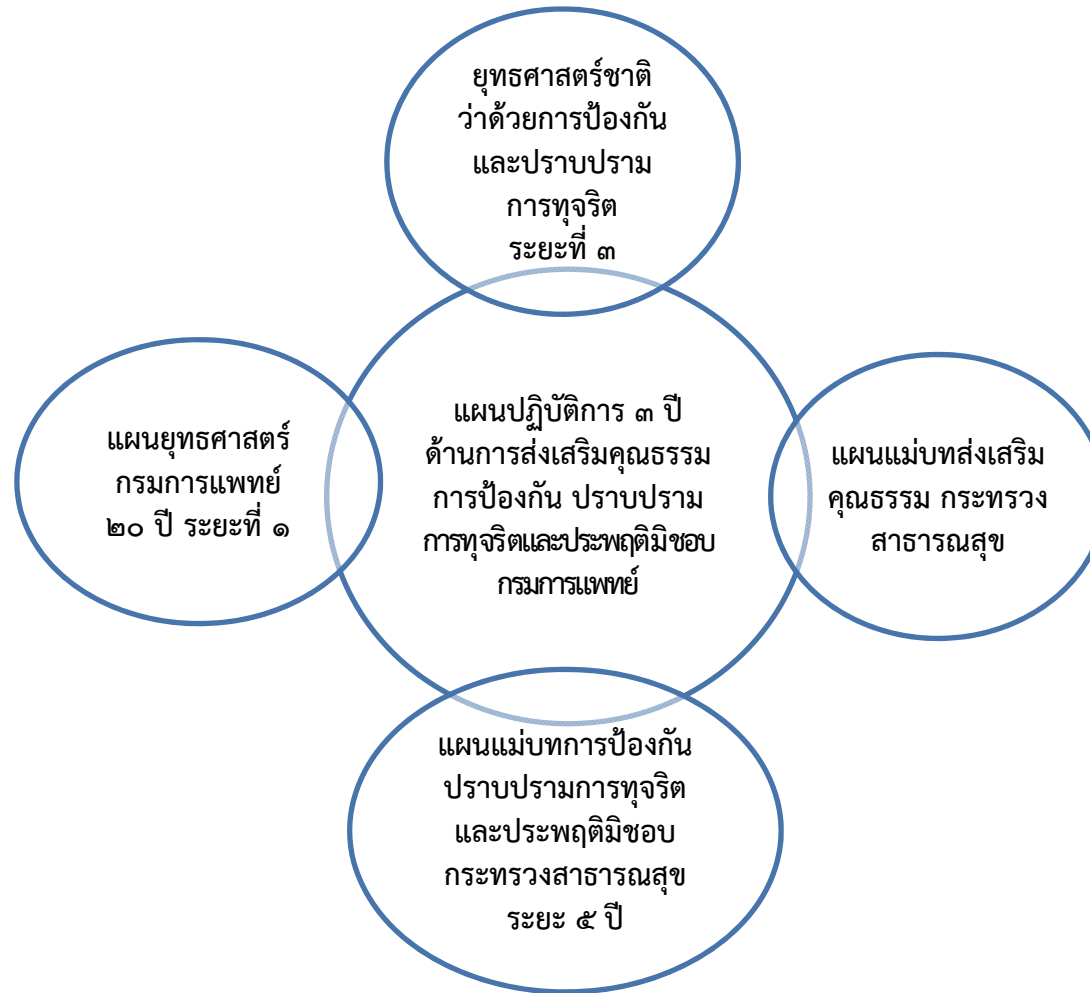 ยุทธศาสตร์ชาติ
ว่าด้วยการป้องกัน
และปราบปราม
การทุจริต
ระยะที่ ๓
แผนยุทธศาสตร์
กรมการแพทย์
๒๐ ปี ระยะที่ ๑
แผนปฏิบัติการ ๓ ปี
ด้านการส่งเสริมคุณธรรม
การป้องกัน ปราบปราม
การทุจริตและประพฤติมิชอบ
กรมการแพทย์
แผนแม่บทส่งเสริม
คุณธรรม กระทรวง
สาธารณสุข
แผนแม่บทการป้องกัน
ปราบปรามการทุจริต
และประพฤติมิชอบ
กระทรวงสาธารณสุข
ระยะ ๕ ปี